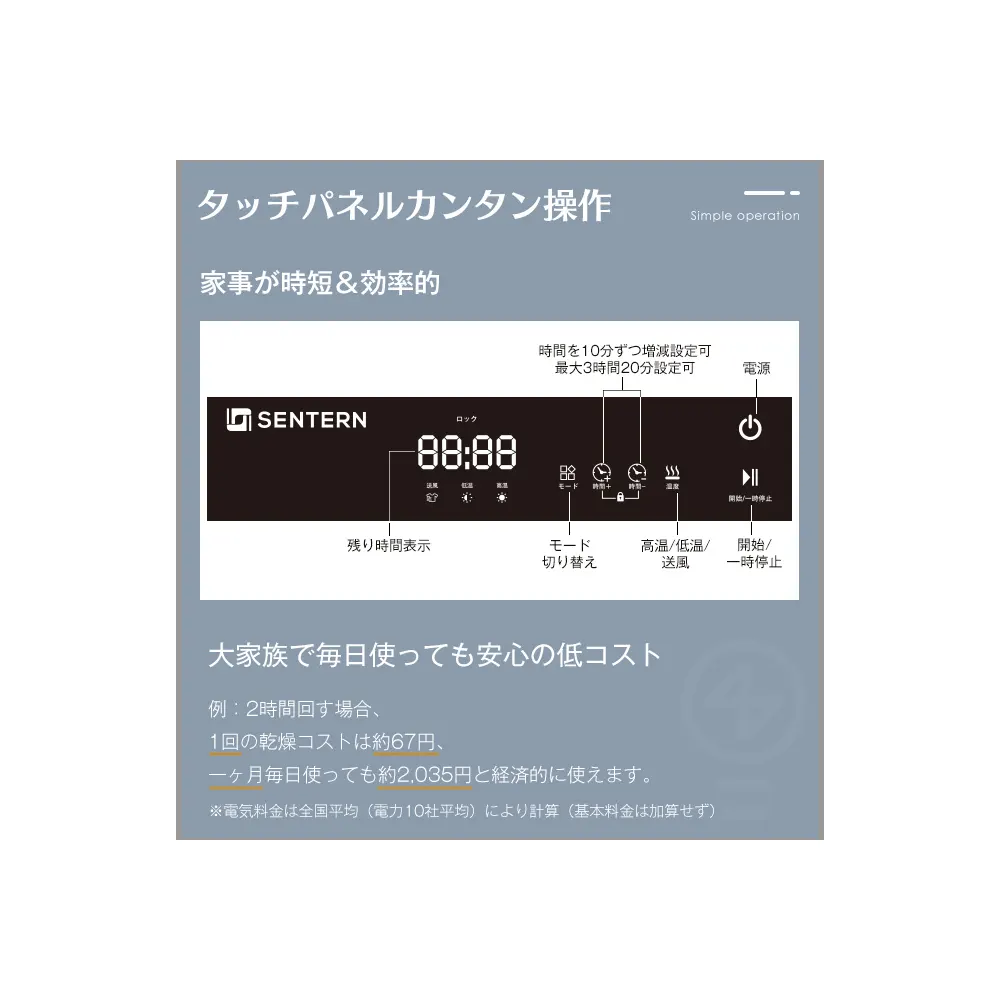 タッチパネルカンタン操作
Simple operation
家事が時短＆効率的
時間を10分ずつ増減設定可
最大3時間20分設定可
電源
SENTERN
ロック
88:88
送風 低温 高温
モード 時間+ 時間- 温度
開始/一時停止
残り時間表示
モード
切り替え
高温/低温/
送風
開始/
一時停止
大家族で毎日使っても安心の低コスト
例：2時間回す場合、
1回の乾燥コストは約67円、
一ヶ月毎日使っても約2,035円と経済的に使えます。
※電気料金は全国平均（電力10社平均）により計算（基本料金は加算せず）